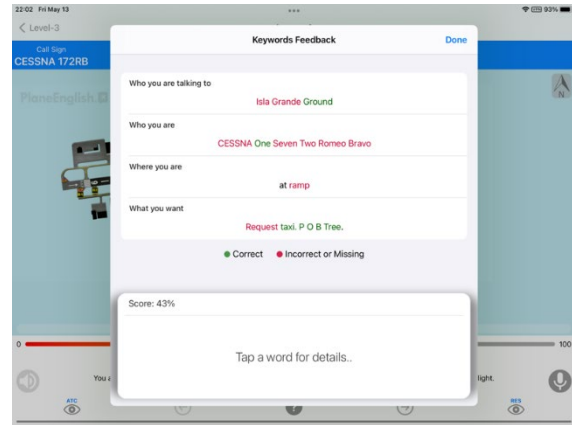 22:02 Fri May 13
93%
Level-3
Keywords Feedback
Done
Call Sign
CESSNA 172RB
PlaneEnglish
N
Who you are talking to
Isla Grande Ground
Who you are
CESSNA One Seven Two Romeo Bravo
Where you are
at ramp
What you want
Request taxi. P O B Tree.
Correct
Incorrect or Missing
Score: 43%
Tap a word for details..
0
100
You a
light.
ATC
RES